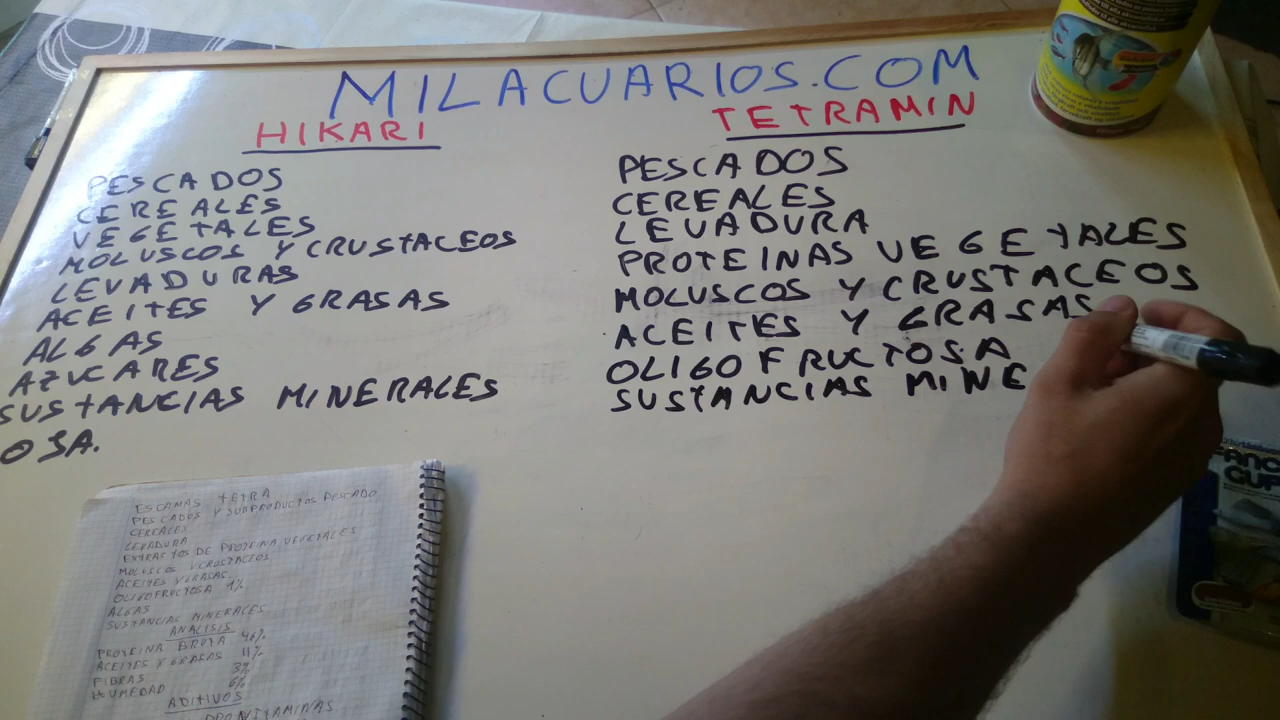 MILACUARIOS.COM
HIKARI
PESCADOS
CEREALES
VEGETALES
MOLUSCOS Y CRUSTACEOS
LEVADURAS
ACEITES Y GRASAS
ALGAS
AZUCARES
SUSTANCIAS MINERALES
OSA.
TETRAMIN
PESCADOS
CEREALES
LEVADURA
PROTEINAS VEGETALES
MOLUSCOS Y CRUSTACEOS
ACEITES Y GRASAS
OLIGOFRUCTOSA
SUSTANCIAS MINE
ESCAMAS TETRA
PESCADOS Y SUBPRODUCTOS PESCADO
CEREALES
LEVADURA
EXTRACTOS DE PROTEINA VEGETALES
MOLUSCOS Y CRUSTACEOS
ACEITES Y GRASAS
OLIGOFRUCTOSA 1%
ALGAS
SUSTANCIAS MINERALES
ANALISIS
PROTEINA BRUTA 46%
ACEITES Y GRASAS 11%
FIBRAS 3%
HUMEDAD 6%
ADITIVOS